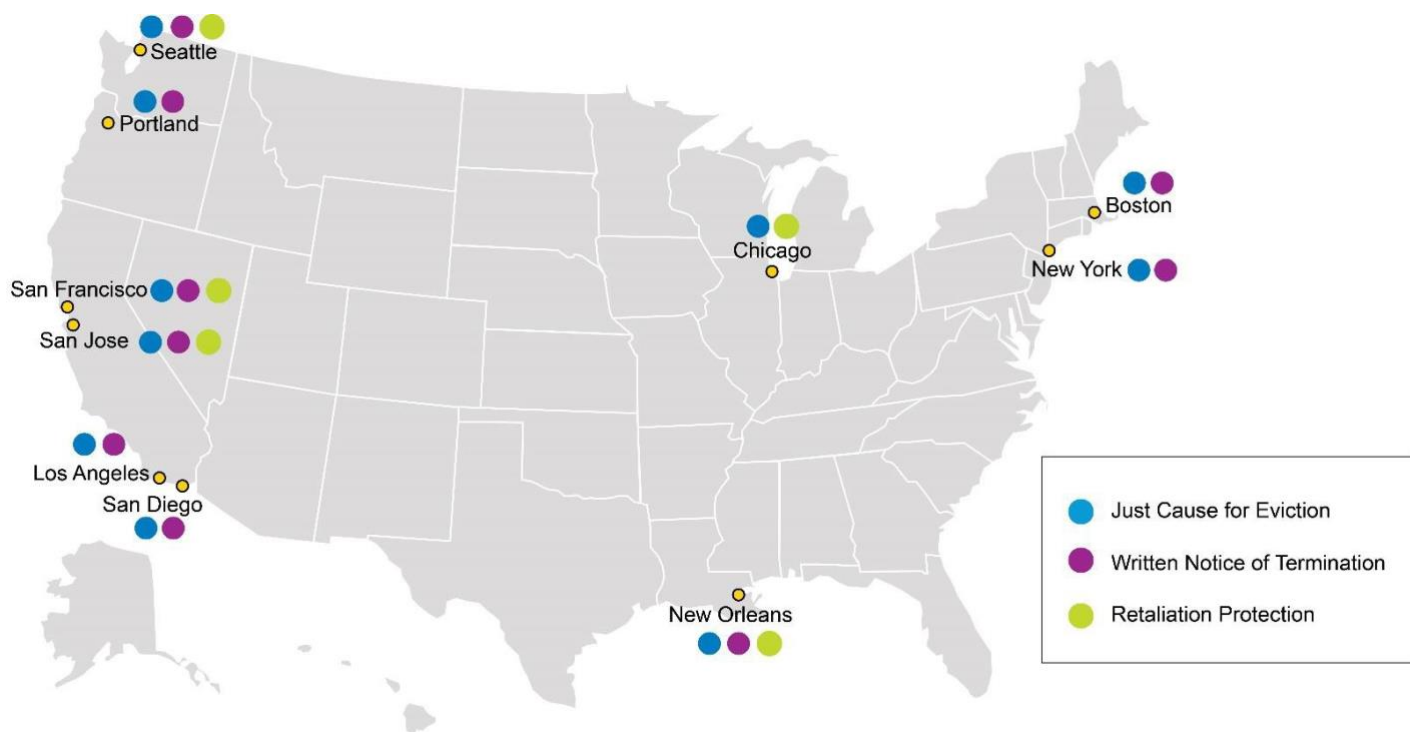 Seattle
Portland
Boston
Chicago
New York
San Francisco
San Jose
Los Angeles
San Diego
New Orleans
Just Cause for Eviction
Written Notice of Termination
Retaliation Protection